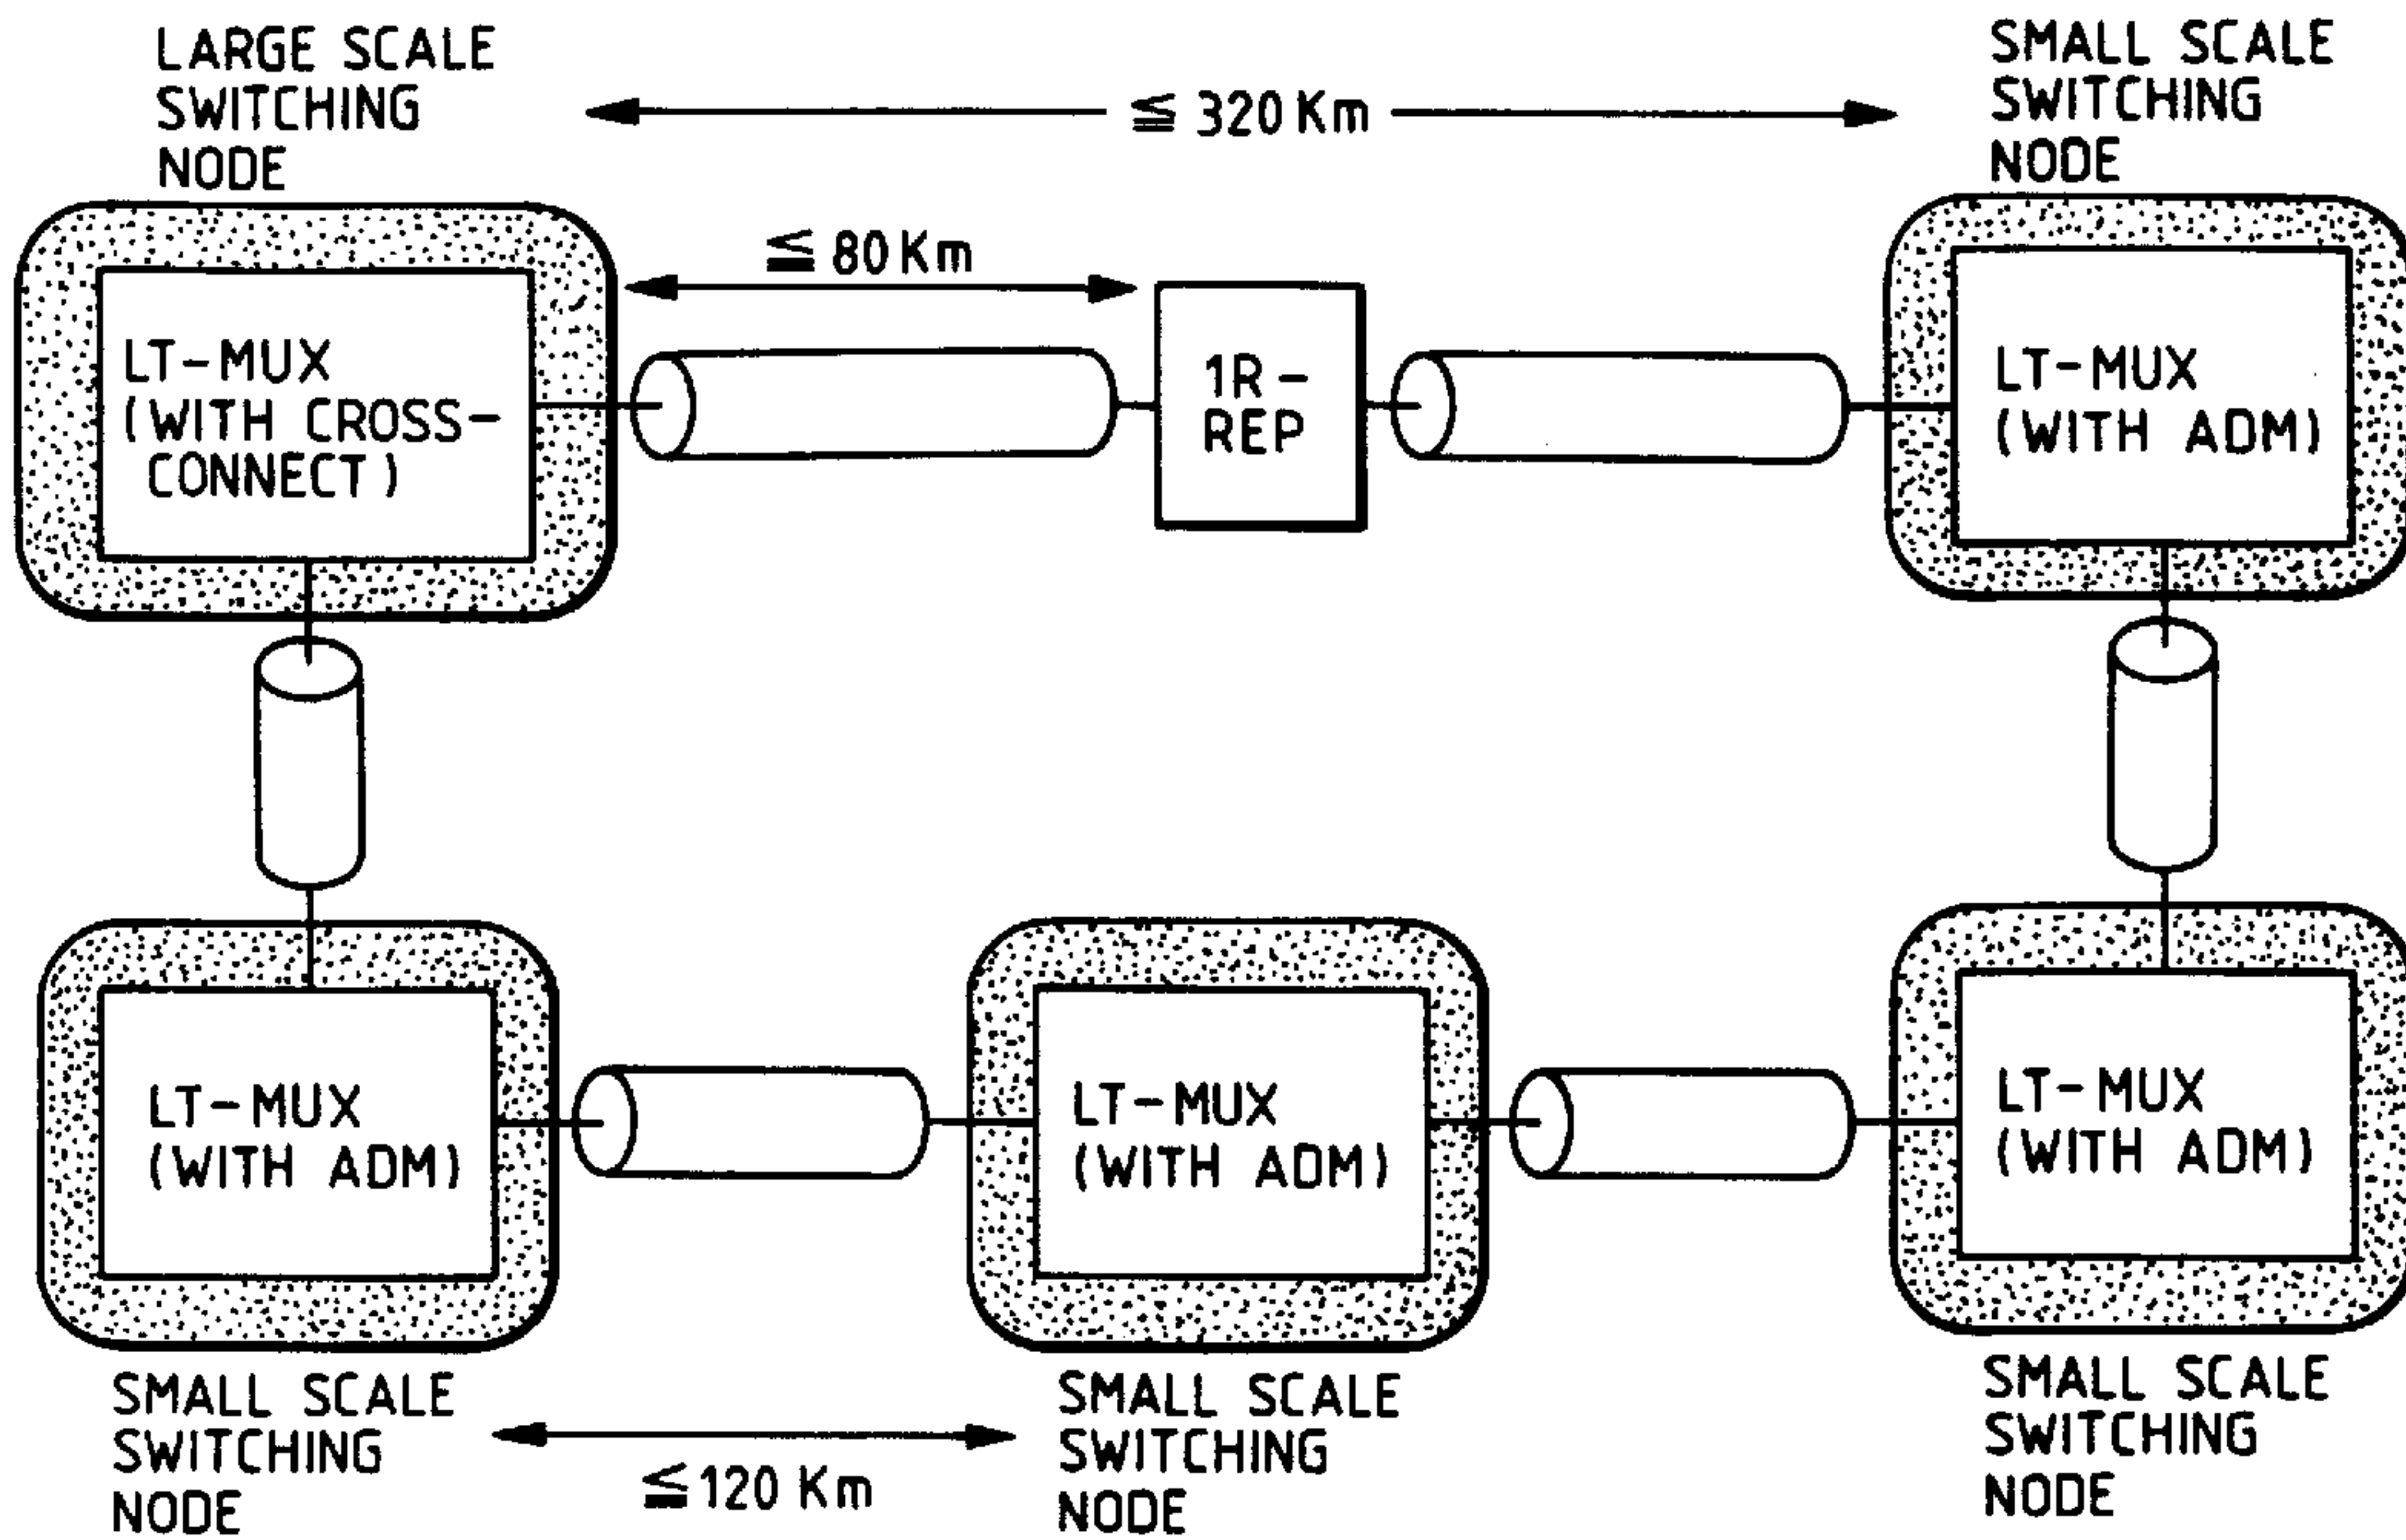 LARGE SCALE
SWITCHING
NODE
≦ 320 Km
SMALL SCALE
SWITCHING
NODE
≦ 80 Km
LT-MUX
(WITH CROSS-
CONNECT)
1R-
REP
LT-MUX
(WITH ADM)
LT-MUX
(WITH ADM)
LT-MUX
(WITH ADM)
LT-MUX
(WITH ADM)
SMALL SCALE
SWITCHING
NODE
≦ 120 Km
SMALL SCALE
SWITCHING
NODE
SMALL SCALE
SWITCHING
NODE